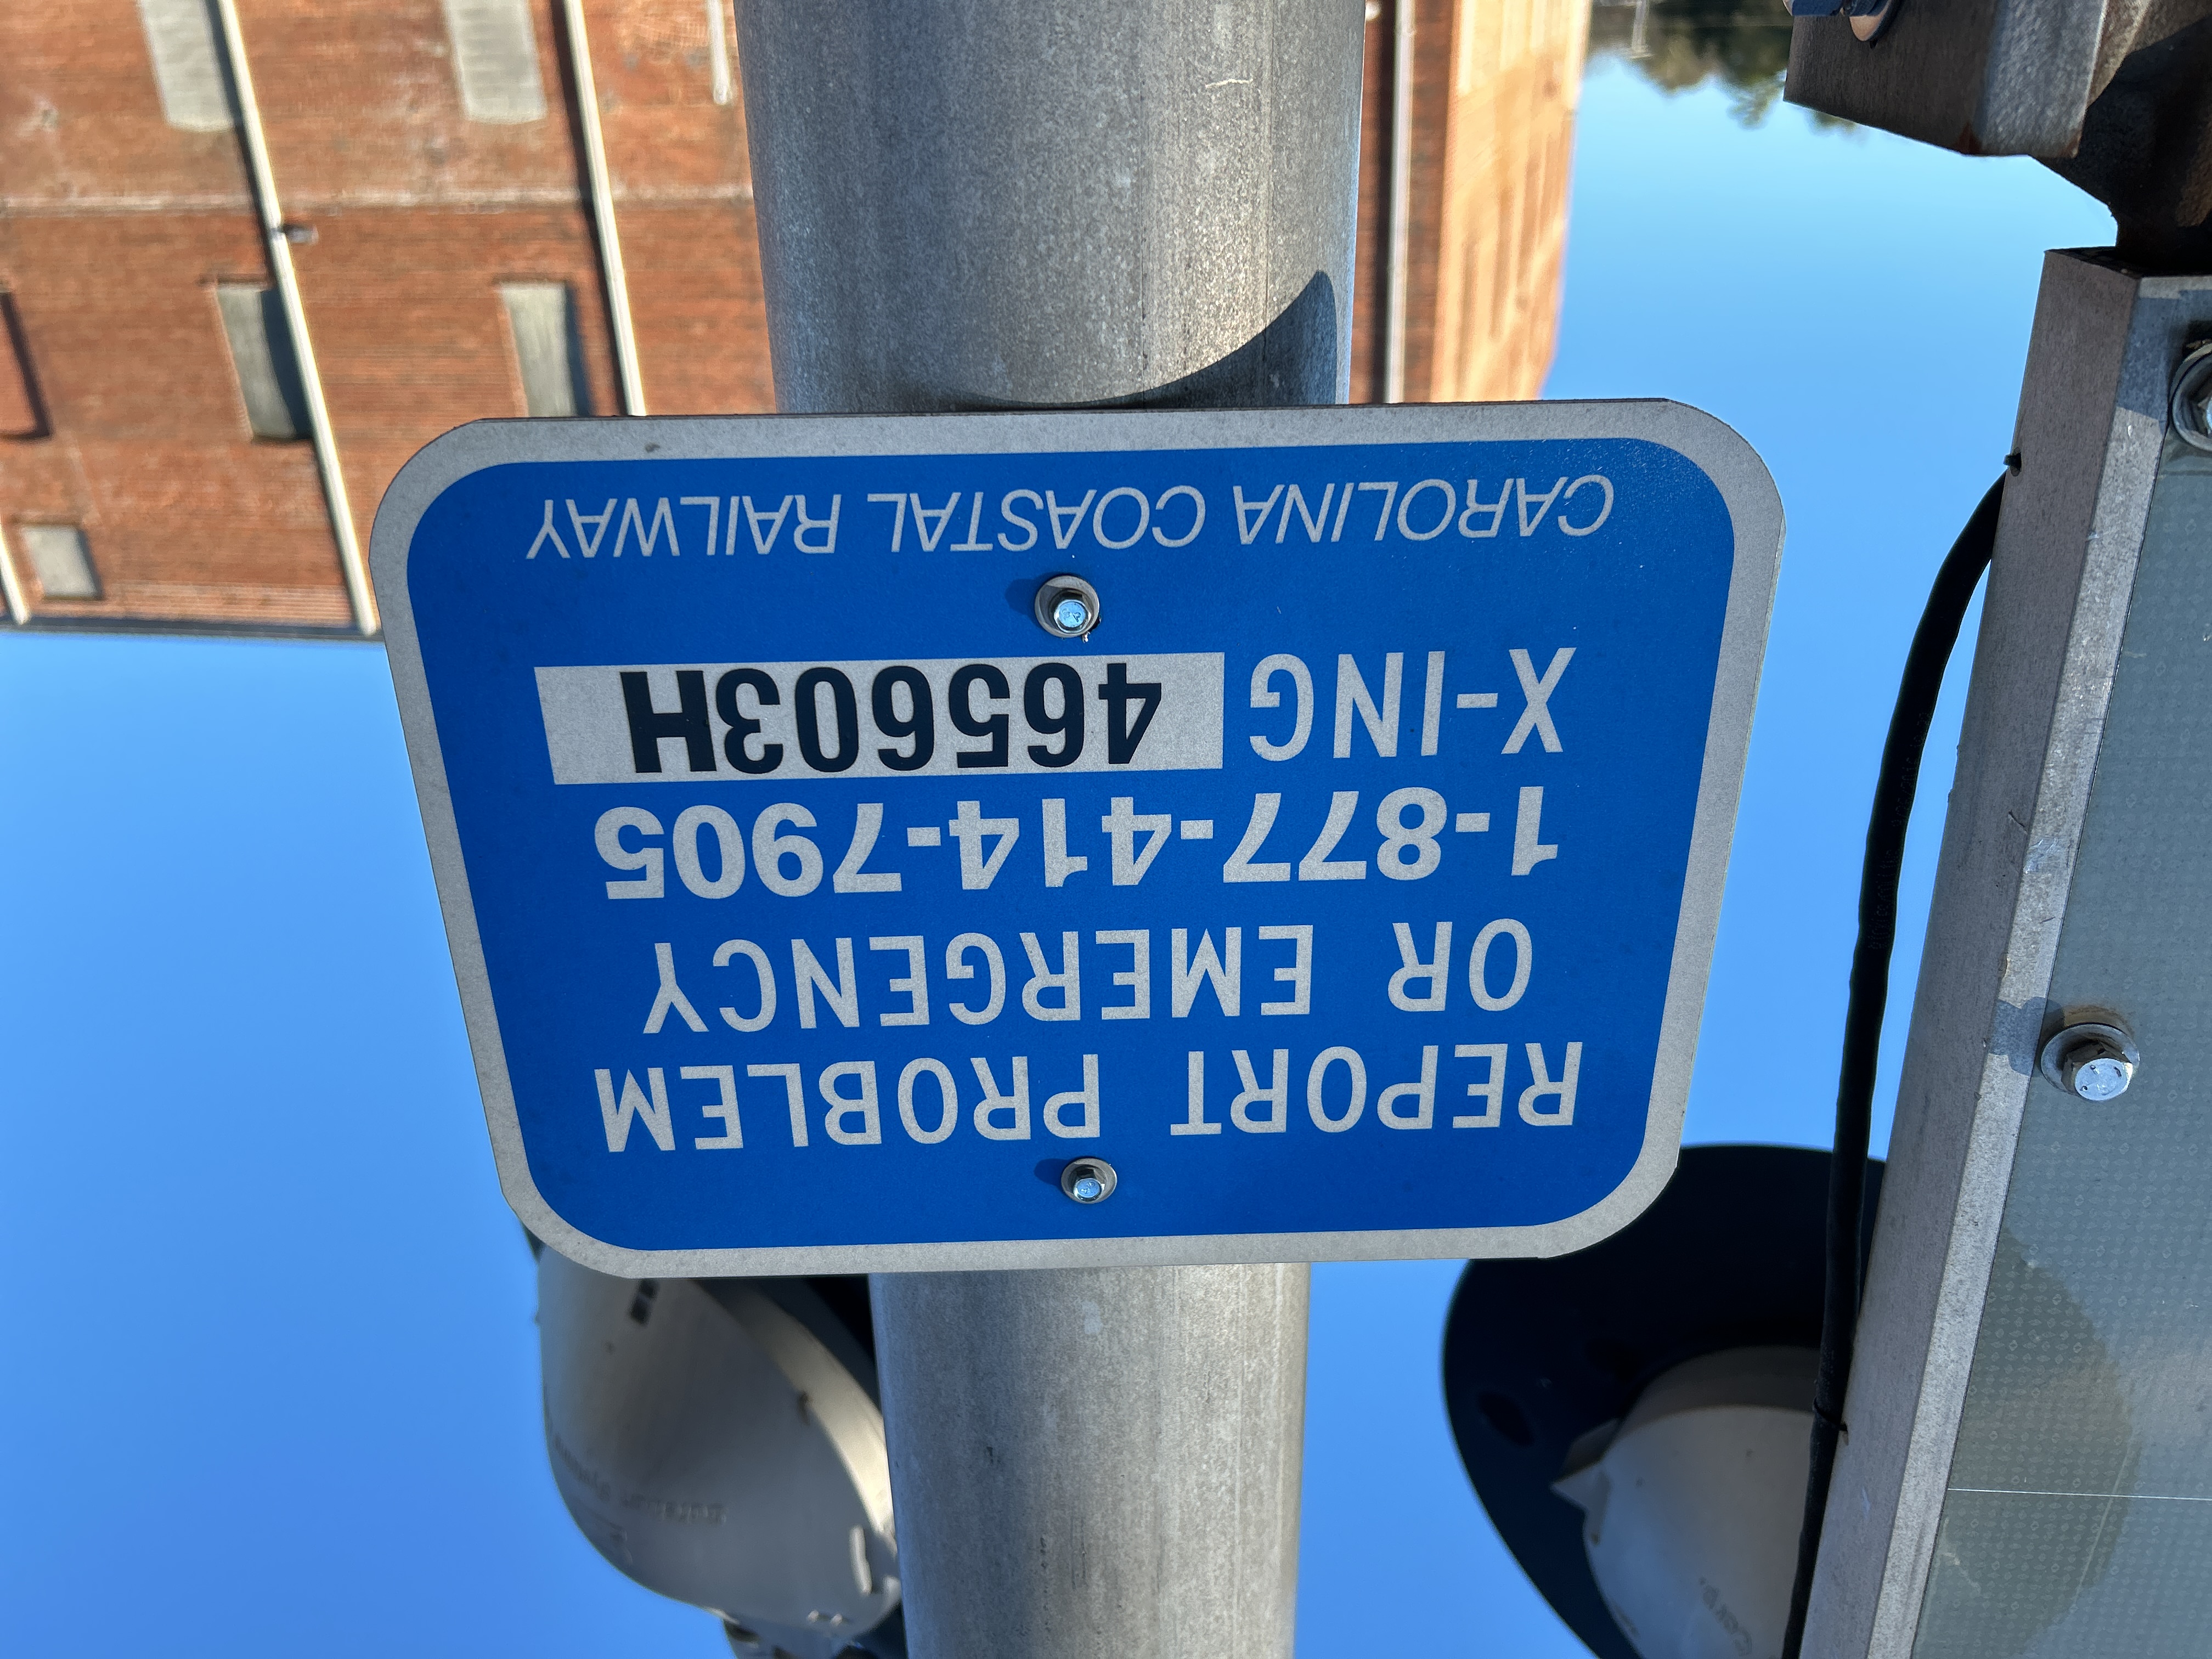 REPORT PROBLEM
OR EMERGENCY
1-877-414-7905
X-ING 465603H
CAROLINA COASTAL RAILWAY